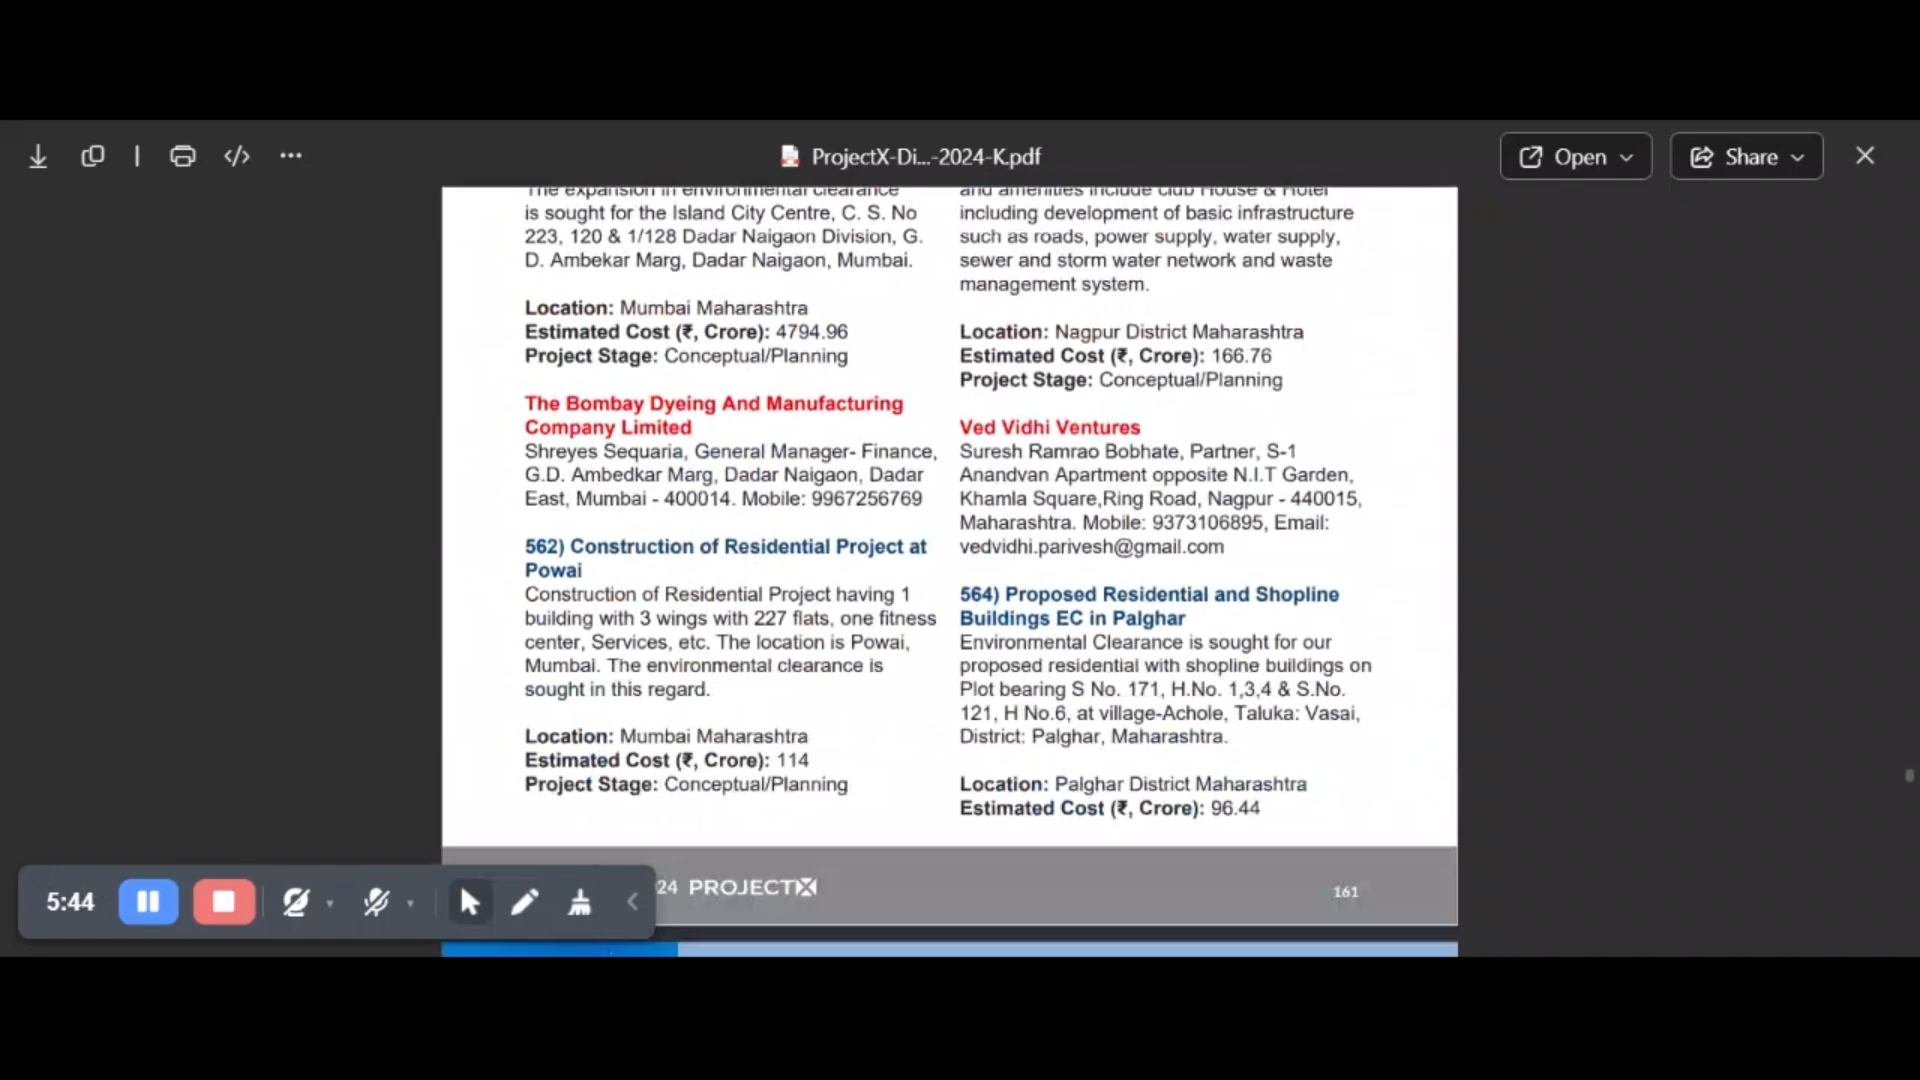 ProjectX-Di...-2024-K.pdf
Open
Share
The expansion in environmental clearance
is sought for the Island City Centre, C. S. No
223, 120 & 1/128 Dadar Naigaon Division, G.
D. Ambekar Marg, Dadar Naigaon, Mumbai.
Location: Mumbai Maharashtra
Estimated Cost (₹, Crore): 4794.96
Project Stage: Conceptual/Planning
The Bombay Dyeing And Manufacturing
Company Limited
Shreyes Sequaria, General Manager- Finance,
G.D. Ambedkar Marg, Dadar Naigaon, Dadar
East, Mumbai - 400014. Mobile: 9967256769
562) Construction of Residential Project at
Powai
Construction of Residential Project having 1
building with 3 wings with 227 flats, one fitness
center, Services, etc. The location is Powai,
Mumbai. The environmental clearance is
sought in this regard.
Location: Mumbai Maharashtra
Estimated Cost (₹, Crore): 114
Project Stage: Conceptual/Planning
and amenities include club House & Hotel
including development of basic infrastructure
such as roads, power supply, water supply,
sewer and storm water network and waste
management system.
Location: Nagpur District Maharashtra
Estimated Cost (₹, Crore): 166.76
Project Stage: Conceptual/Planning
Ved Vidhi Ventures
Suresh Ramrao Bobhate, Partner, S-1
Anandvan Apartment opposite N.I.T Garden,
Khamla Square,Ring Road, Nagpur - 440015,
Maharashtra. Mobile: 9373106895, Email:
vedvidhi.parivesh@gmail.com
564) Proposed Residential and Shopline
Buildings EC in Palghar
Environmental Clearance is sought for our
proposed residential with shopline buildings on
Plot bearing S No. 171, H.No. 1,3,4 & S.No.
121, H No.6, at village-Achole, Taluka: Vasai,
District: Palghar, Maharashtra.
Location: Palghar District Maharashtra
Estimated Cost (₹, Crore): 96.44
24 PROJECTX
161
5:44